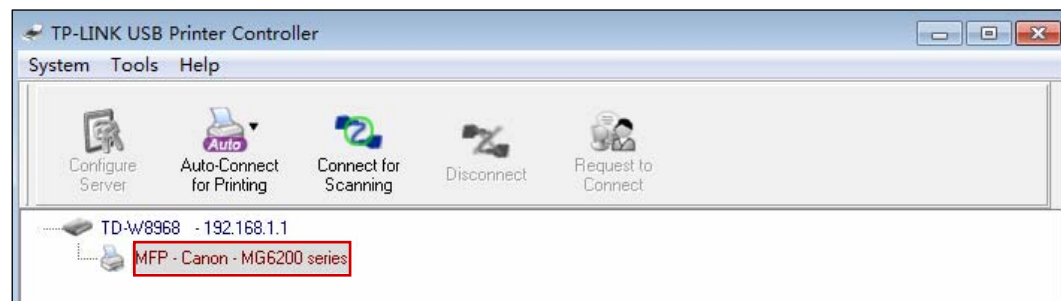 TP-LINK USB Printer Controller
System Tools Help
Auto
Configure Server
Auto-Connect for Printing
Connect for Scanning
Disconnect
Request to Connect
TD-W8968 - 192.168.1.1
MFP - Canon - MG6200 series